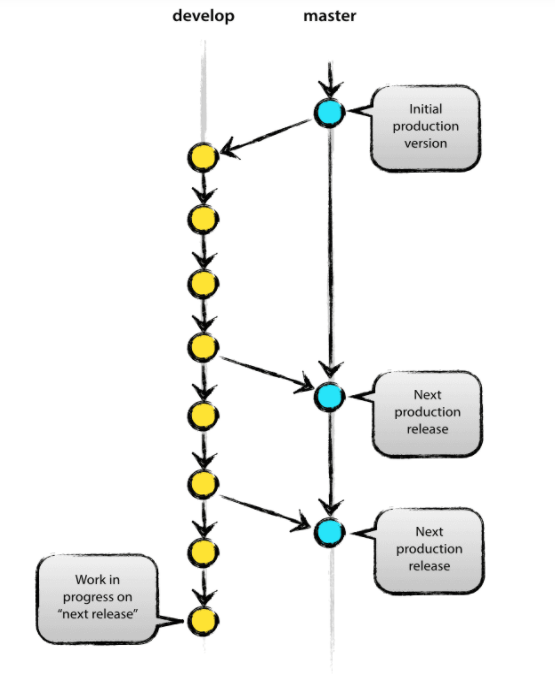 develop
master
Initial
production
version
Next
production
release
Next
production
release
Work in
progress on
“next release”